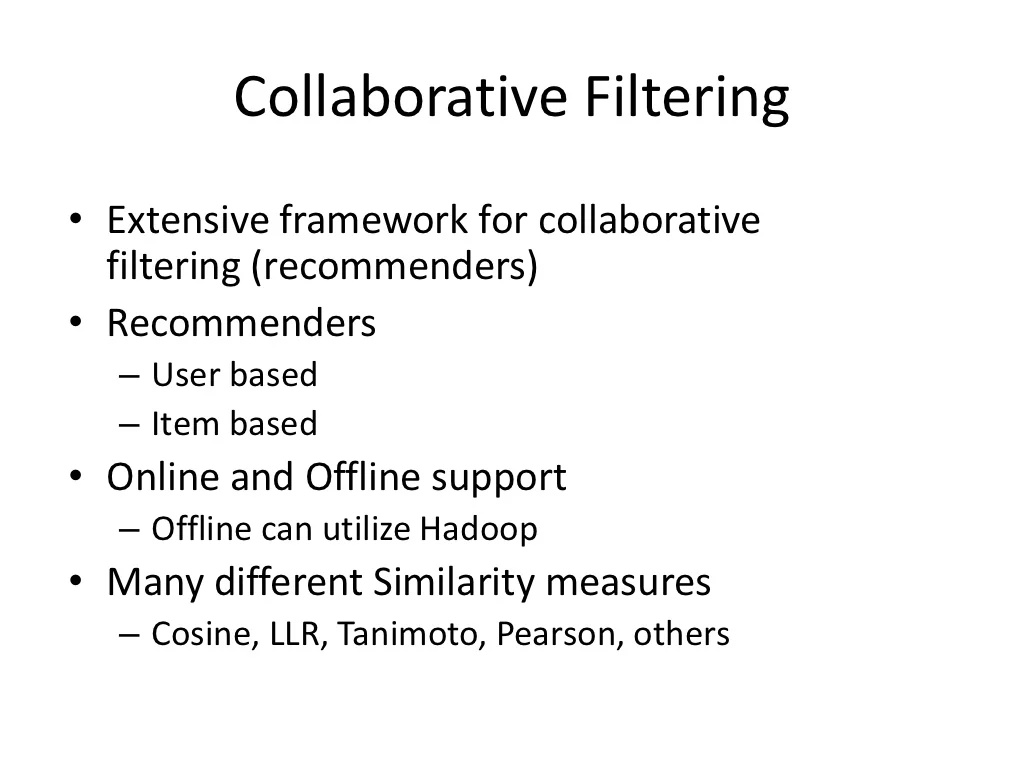 Collaborative Filtering
• Extensive framework for collaborative
filtering (recommenders)
• Recommenders
– User based
– Item based
• Online and Offline support
– Offline can utilize Hadoop
• Many different Similarity measures
– Cosine, LLR, Tanimoto, Pearson, others